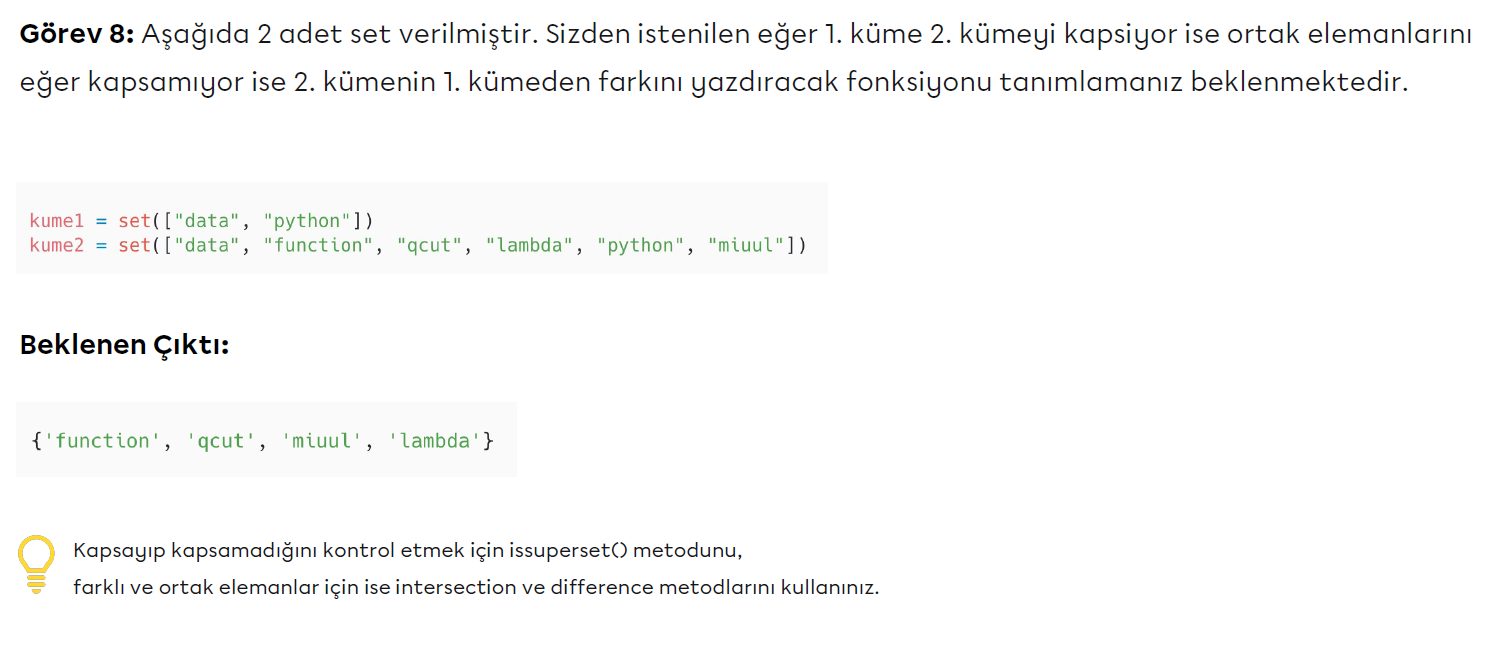 Görev 8: Aşağıda 2 adet set verilmiştir. Sizden istenilen eğer 1. küme 2. kümeyi kapsiyor ise ortak elemanlarını
eğer kapsamıyor ise 2. kümenin 1. kümeden farkını yazdıracak fonksiyonu tanımlamanız beklenmektedir.
kume1 = set(["data", "python"])
kume2 = set(["data", "function", "qcut", "lambda", "python", "miuul"])
Beklenen Çıktı:
{'function', 'qcut', 'miuul', 'lambda'}
Kapsayıp kapsamadığını kontrol etmek için issuperset() metodunu,
farklı ve ortak elemanlar için ise intersection ve difference metodlarını kullanınız.